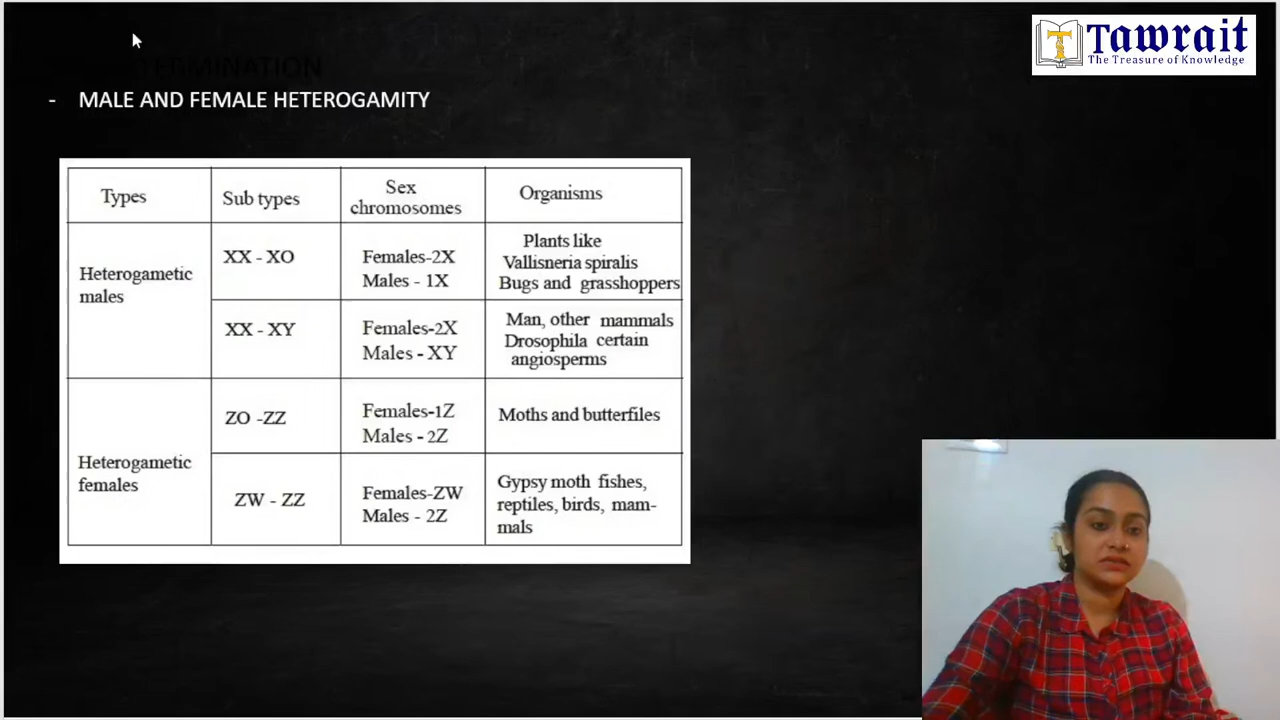 Tawrait
The Treasure of Knowledge
TERMINATION
- MALE AND FEMALE HETEROGAMITY
Types
Sub types
Sex
chromosomes
Organisms
Heterogametic
males
XX - XO
Females-2X
Males - 1X
Plants like
Vallisneria spiralis
Bugs and grasshoppers
XX - XY
Females-2X
Males - XY
Man, other mammals
Drosophila certain
angiosperms
Heterogametic
females
ZO -ZZ
Females-1Z
Males - 2Z
Moths and butterfiles
ZW - ZZ
Females-ZW
Males - 2Z
Gypsy moth fishes,
reptiles, birds, mam-
mals